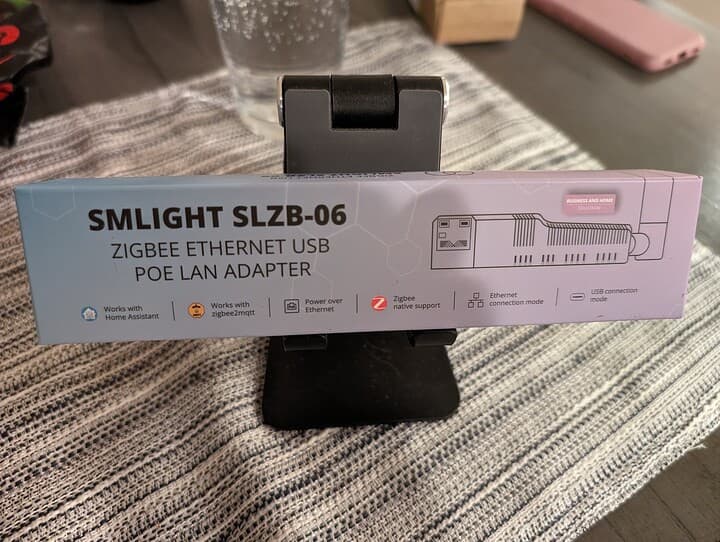 SMLIGHT SLZB-06
ZIGBEE ETHERNET USB
POE LAN ADAPTER
BUSINESS AND HOME
Works with
Home Assistant
Works with
zigbee2mqtt
Power over
Ethernet
Zigbee
native support
Ethernet
connection mode
USB connection
mode